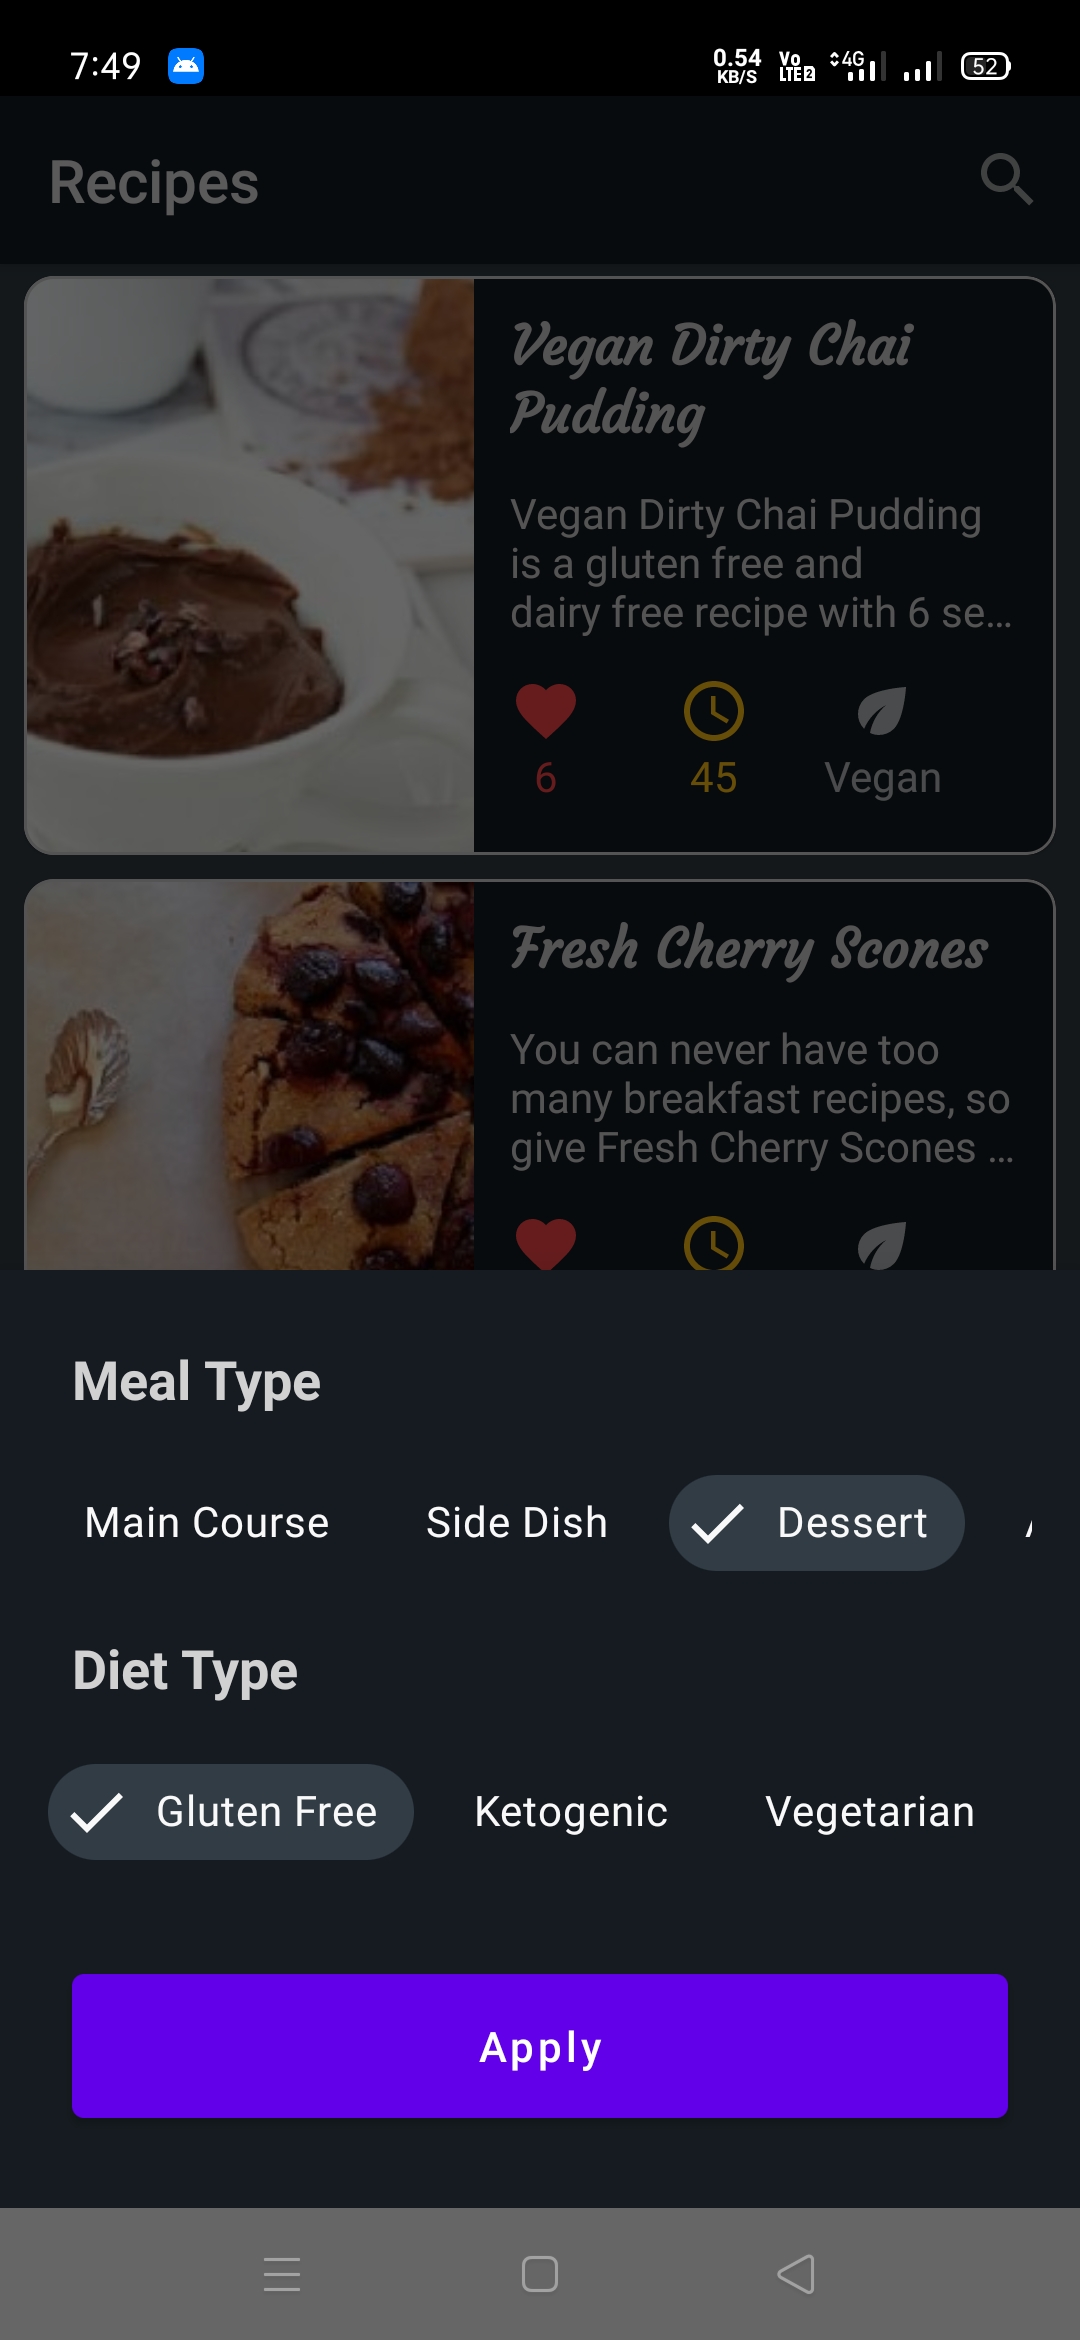 7:49
0.54
KB/S
Vo
LTE 2
4G
52
Recipes
Vegan Dirty Chai
Pudding
Vegan Dirty Chai Pudding
is a gluten free and
dairy free recipe with 6 se...
6
45
Vegan
Fresh Cherry Scones
You can never have too
many breakfast recipes, so
give Fresh Cherry Scones ...
Meal Type
Main Course
Side Dish
Dessert
Diet Type
Gluten Free
Ketogenic
Vegetarian
Apply